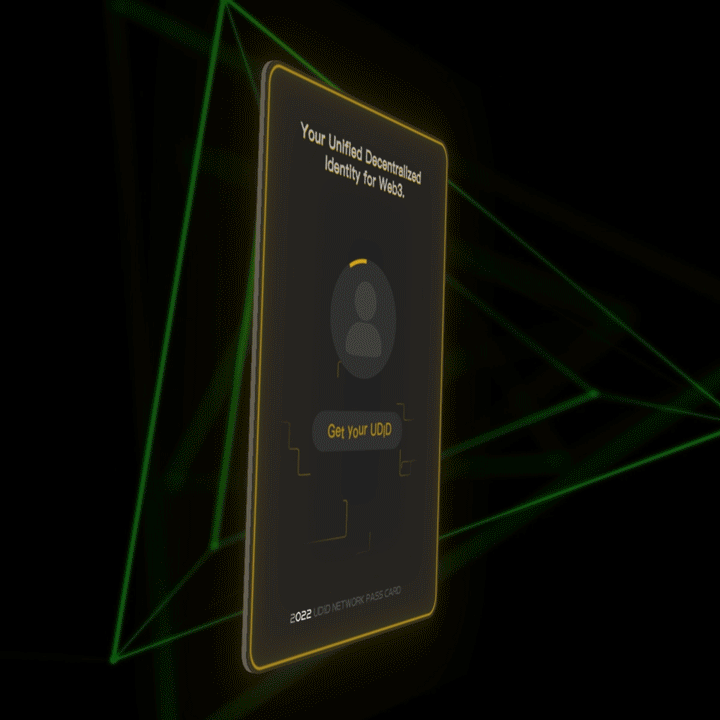 Your Unified Decentralized
Identity for Web3.
Get your UDID
2022 UDID NETWORK PASS CARD